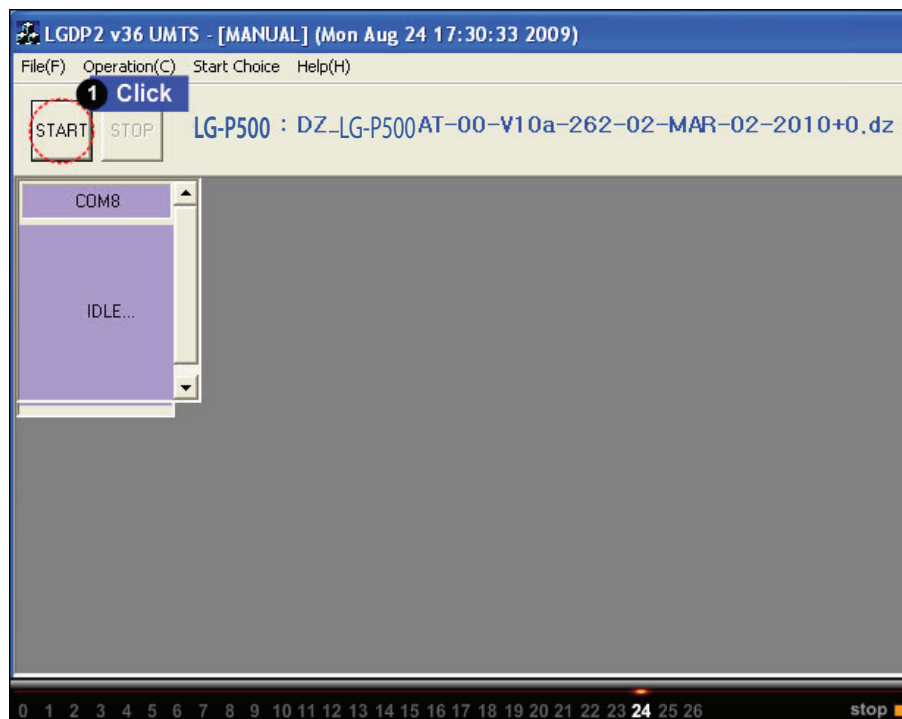 LGDP2 v36 UMTS - [MANUAL] (Mon Aug 24 17:30:33 2009)
File(F) Operation(C) Start Choice Help(H)
1 Click
START STOP LG-P500 : DZ_LG-P500AT-00-V10a-262-02-MAR-02-2010+0.dz
COM8
IDLE...
0 1 2 3 4 5 6 7 8 9 10 11 12 13 14 15 16 17 18 19 20 21 22 23 24 25 26 stop